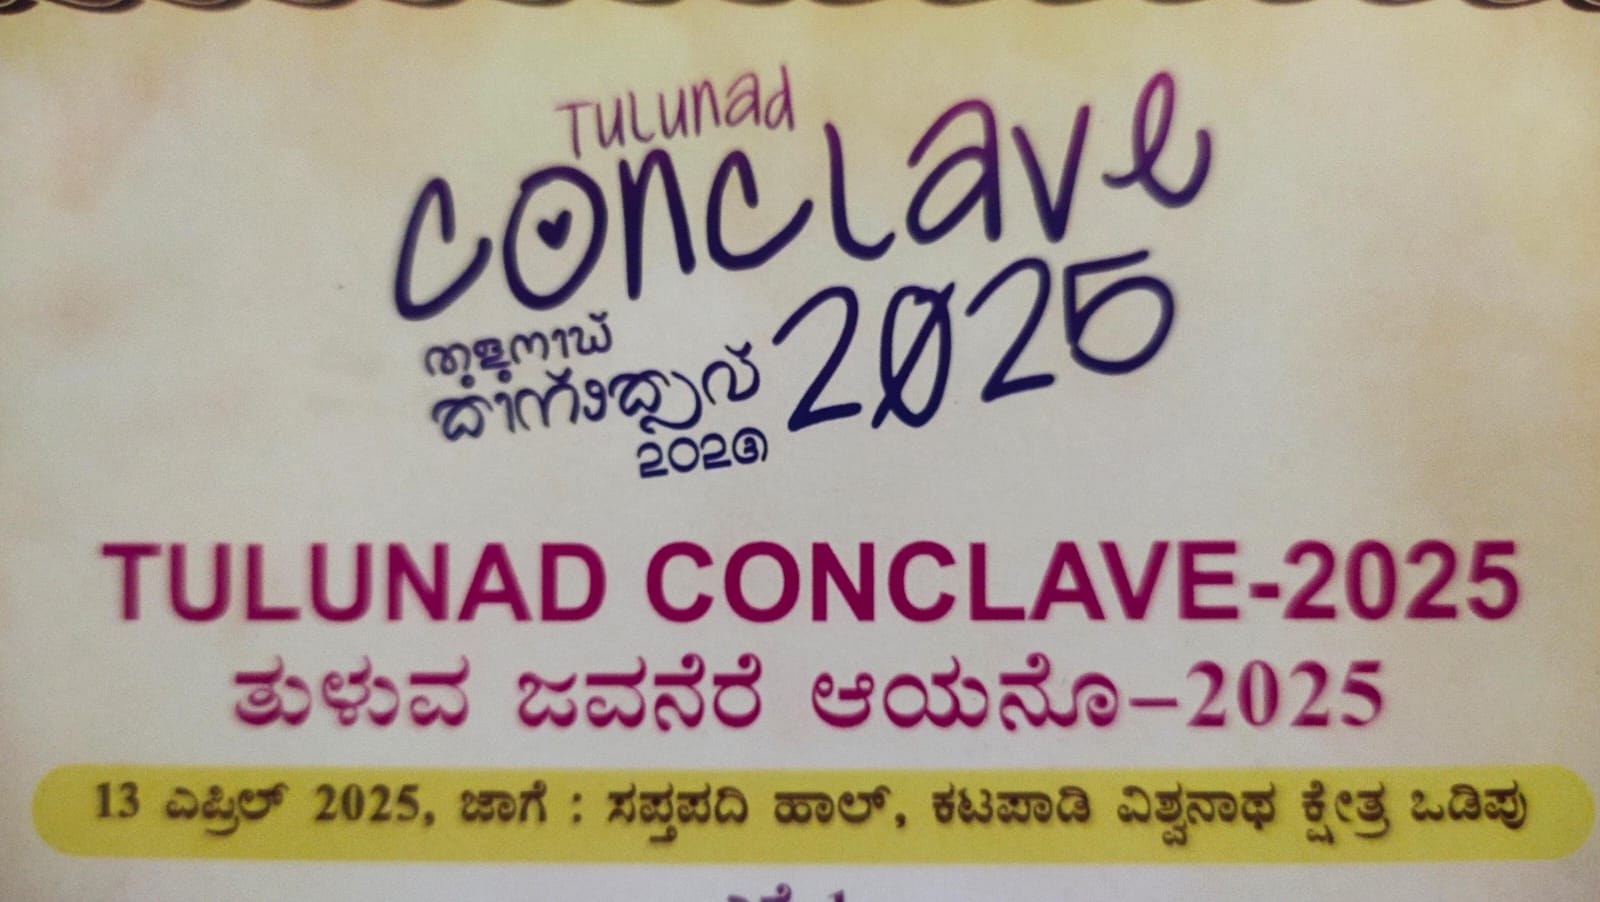 TULUNAD
CONCLAVE
2025
TULUNAD CONCLAVE-2025
ತುಳುವ ಜವನೆರೆ ಆಯನೊ-2025
13 ಎಪ್ರಿಲ್ 2025, ಜಾಗೆ : ಸಪ್ತಪದಿ ಹಾಲ್, ಕಟಪಾಡಿ ವಿಶ್ವನಾಥ ಕ್ಷೇತ್ರ ಒಡಿಪು